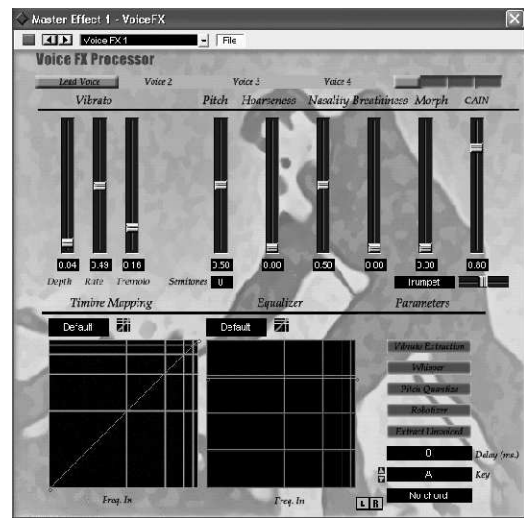 Master Effect 1 - VoiceFX
Voice FX 1 File
Voice FX Processor
Lead Voice Voice 2 Voice 3 Voice 4
Vibrato Pitch Hoarseness Nasality Breathiness Morph GAIN
0.04 0.49 0.16 0.50 0.00 0.50 0.00 0.00 0.80
Depth Rate Tremolo Semitones 0 Trumpet
Timbre Mapping Equalizer Parameters
Default Default
Vibrato Extraction
Whisper
Pitch Quantize
Robotizer
Extract Unvoiced
0 Delay (ms.)
A Key
No chord
Freq. In Freq. In L R